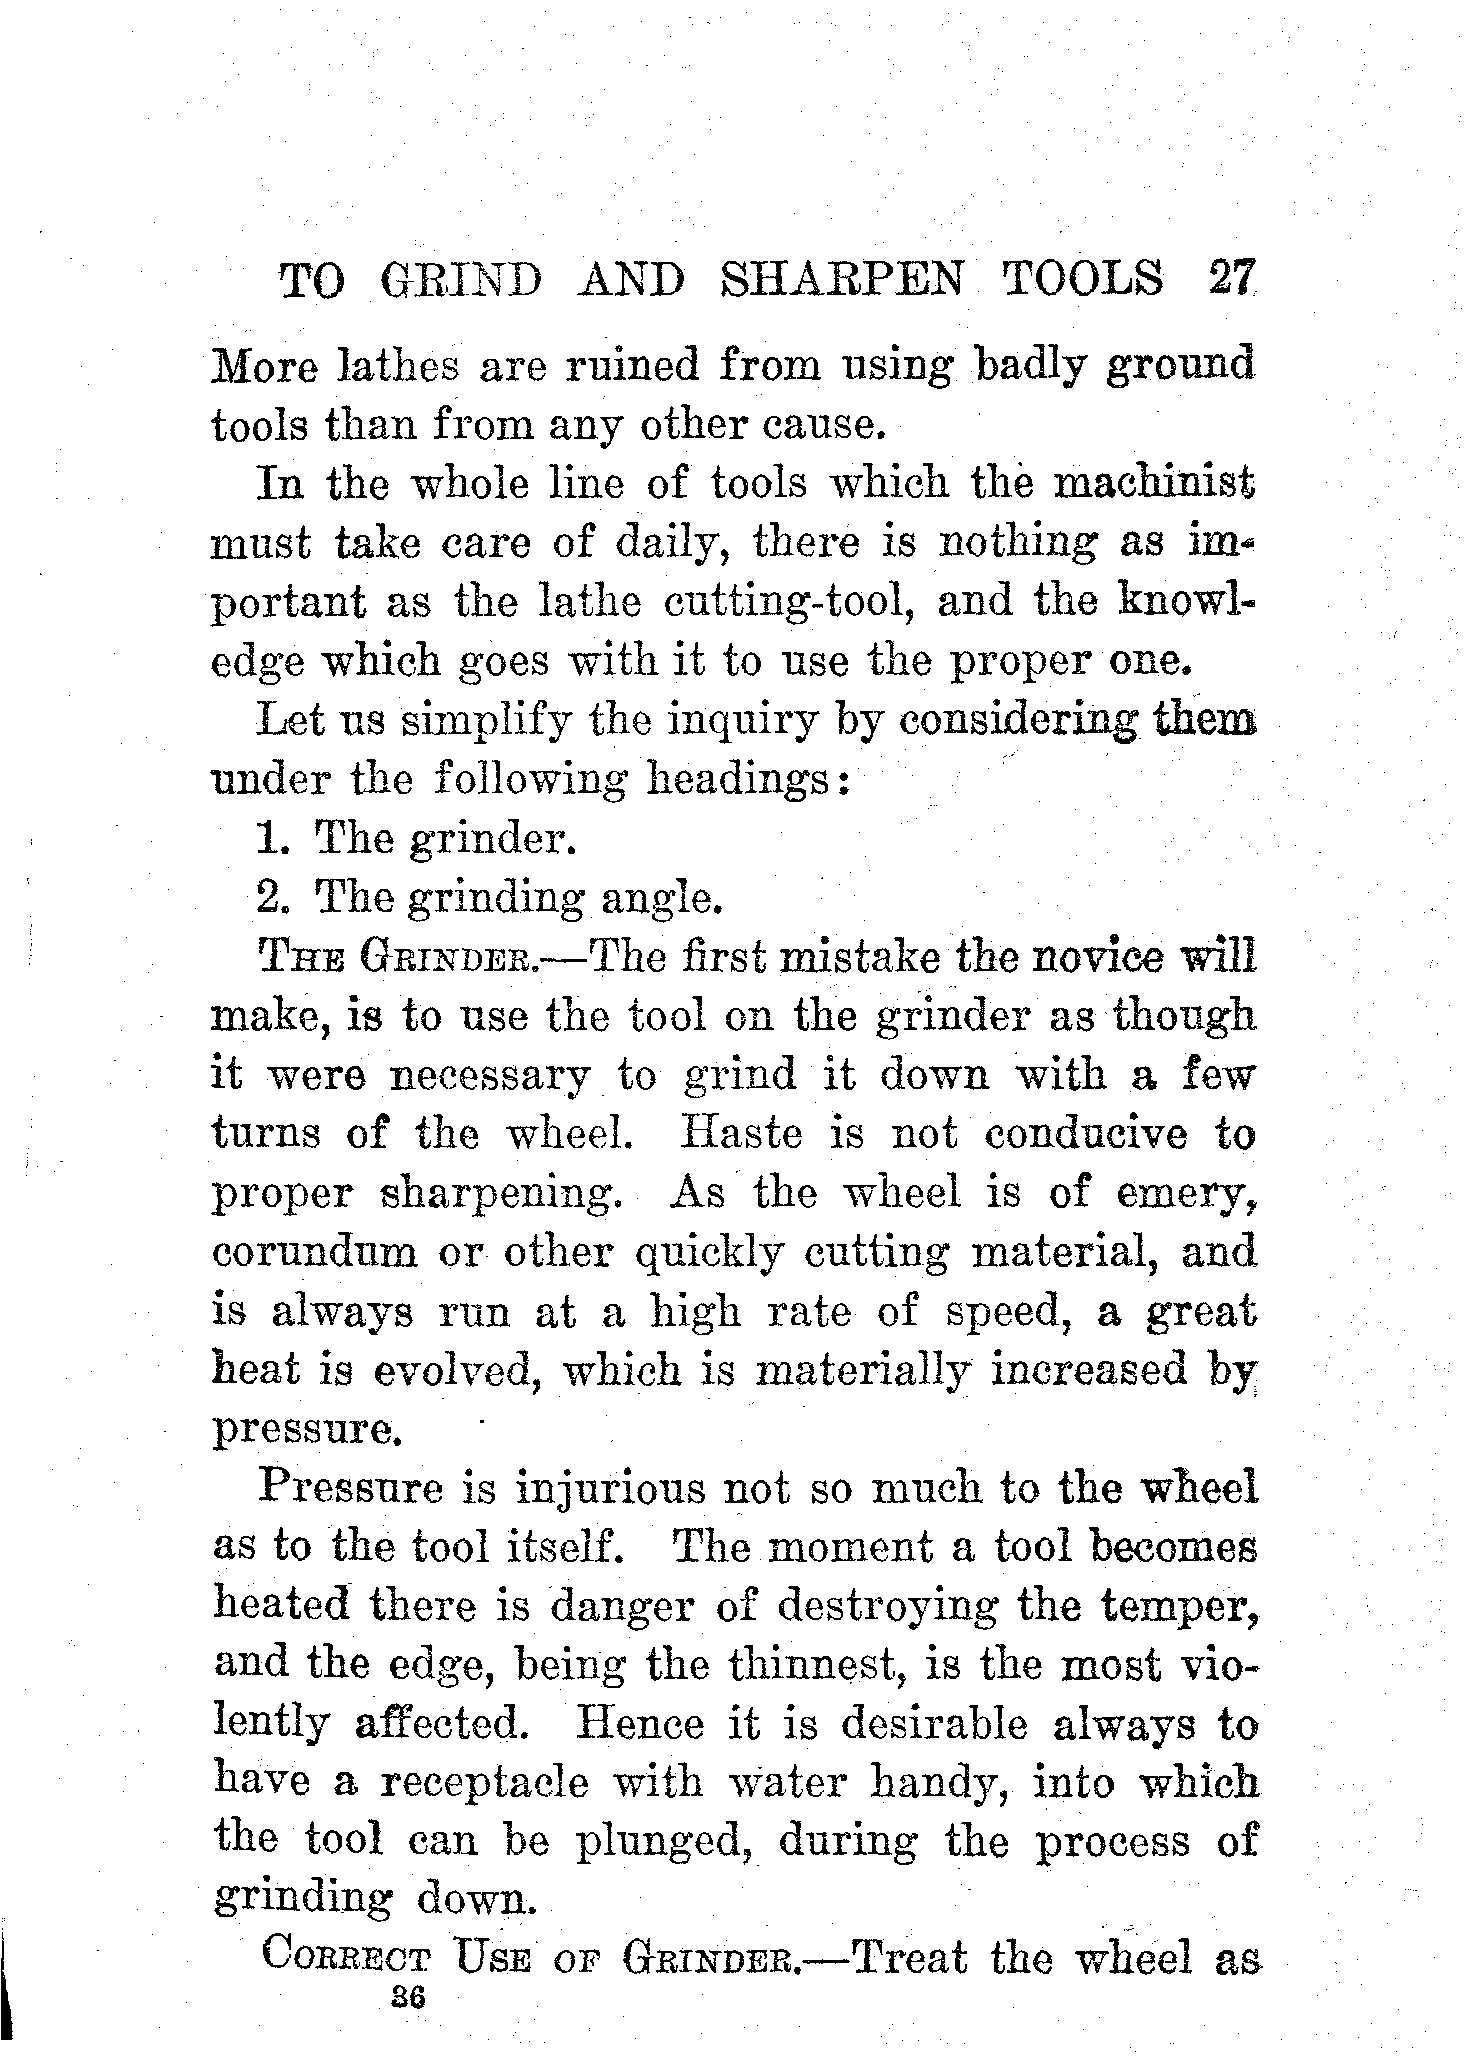 TO GRIND AND SHARPEN TOOLS 27
More lathes are ruined from using badly ground
tools than from any other cause.
In the whole line of tools which the machinist
must take care of daily, there is nothing as im-
portant as the lathe cutting-tool, and the knowl-
edge which goes with it to use the proper one.
Let us simplify the inquiry by considering them
under the following headings:
1. The grinder.
2. The grinding angle.
THE GRINDER.—The first mistake the novice will
make, is to use the tool on the grinder as though
it were necessary to grind it down with a few
turns of the wheel. Haste is not conducive to
proper sharpening. As the wheel is of emery,
corundum or other quickly cutting material, and
is always run at a high rate of speed, a great
heat is evolved, which is materially increased by
pressure.
Pressure is injurious not so much to the wheel
as to the tool itself. The moment a tool becomes
heated there is danger of destroying the temper,
and the edge, being the thinnest, is the most vio-
lently affected. Hence it is desirable always to
have a receptacle with water handy, into which
the tool can be plunged, during the process of
grinding down.
CORRECT USE OF GRINDER.—Treat the wheel as
36